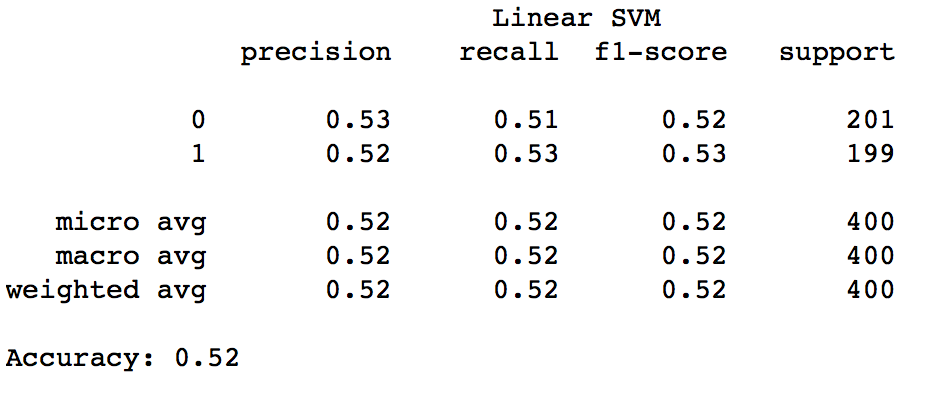 Linear SVM
precision recall f1-score support
0 0.53 0.51 0.52 201
1 0.52 0.53 0.53 199
micro avg 0.52 0.52 0.52 400
macro avg 0.52 0.52 0.52 400
weighted avg 0.52 0.52 0.52 400
Accuracy: 0.52